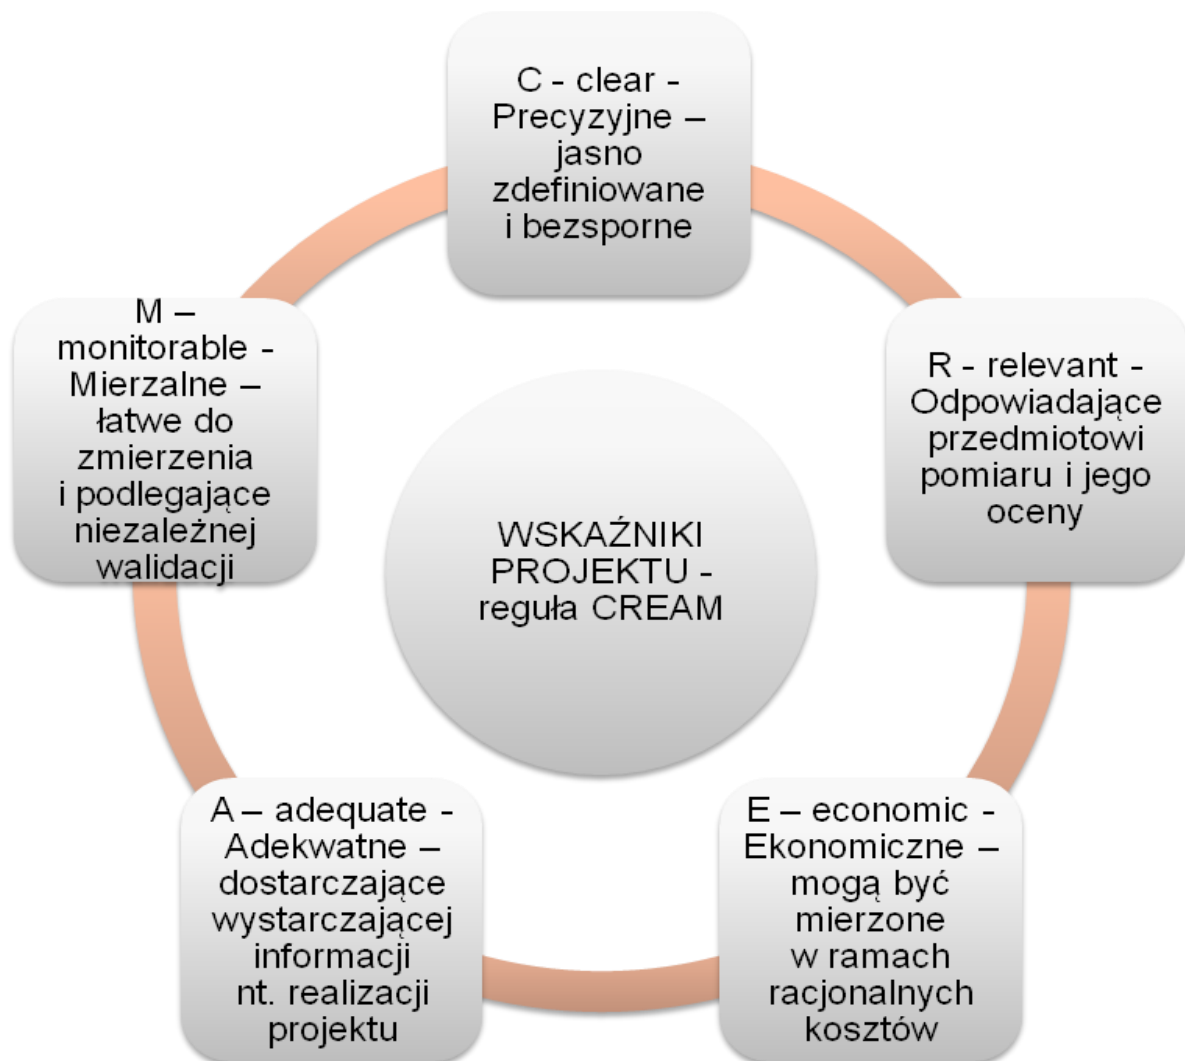 C - clear -
Precyzyjne –
jasno
zdefiniowane
i bezsporne
R - relevant -
Odpowiadające
przedmiotowi
pomiaru i jego
oceny
E – economic -
Ekonomiczne –
mogą być
mierzone
w ramach
racjonalnych
kosztów
A – adequate -
Adekwatne –
dostarczające
wystarczającej
informacji
nt. realizacji
projektu
M –
monitorable -
Mierzalne –
łatwe do
zmierzenia
i podlegające
niezależnej
walidacji
WSKAŹNIKI
PROJEKTU -
reguła CREAM